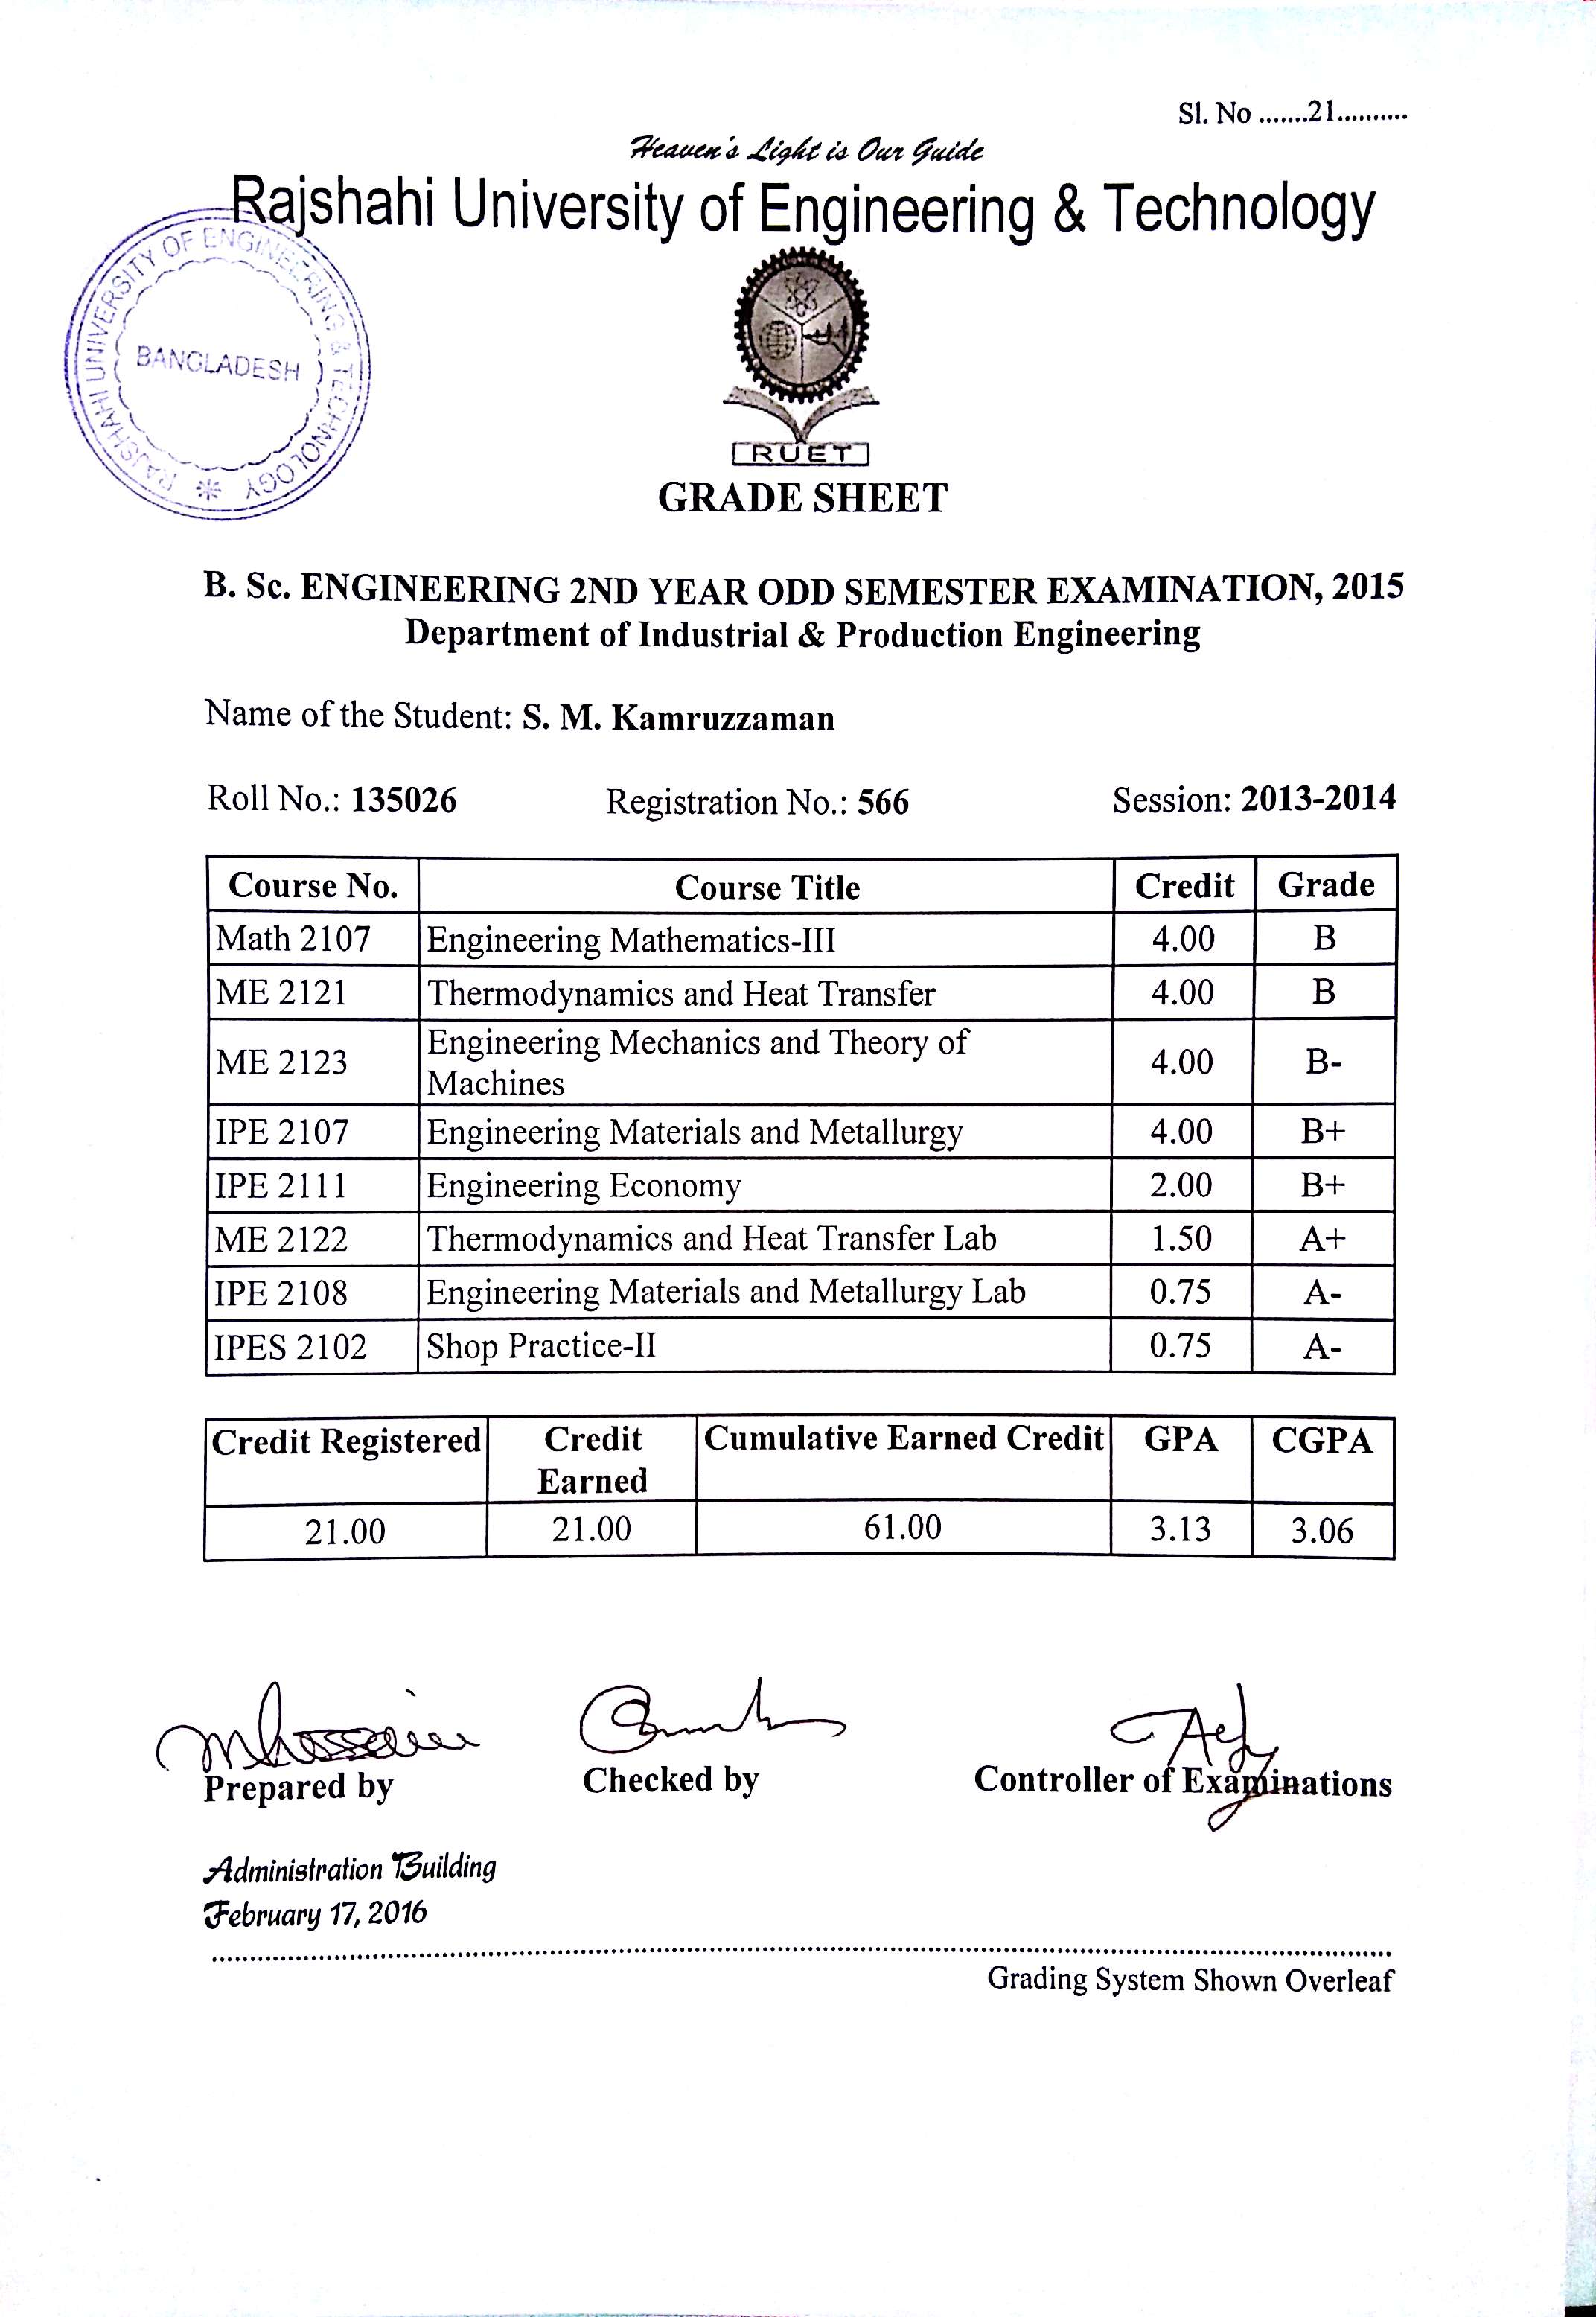 Sl. No .......21..........
Heaven's Light is Our Guide
Rajshahi University of Engineering & Technology
RAJSHAHI UNIVERSITY OF ENGINEERING & TECHNOLOGY
BANGLADESH
RUET
GRADE SHEET
B. Sc. ENGINEERING 2ND YEAR ODD SEMESTER EXAMINATION, 2015
Department of Industrial & Production Engineering
Name of the Student: S. M. Kamruzzaman
Roll No.: 135026 Registration No.: 566 Session: 2013-2014
Course No. Course Title Credit Grade
Math 2107 Engineering Mathematics-III 4.00 B
ME 2121 Thermodynamics and Heat Transfer 4.00 B
ME 2123 Engineering Mechanics and Theory of Machines 4.00 B-
IPE 2107 Engineering Materials and Metallurgy 4.00 B+
IPE 2111 Engineering Economy 2.00 B+
ME 2122 Thermodynamics and Heat Transfer Lab 1.50 A+
IPE 2108 Engineering Materials and Metallurgy Lab 0.75 A-
IPES 2102 Shop Practice-II 0.75 A-
Credit Registered Credit Earned Cumulative Earned Credit GPA CGPA
21.00 21.00 61.00 3.13 3.06
Prepared by Checked by Controller of Examinations
Administration Building
February 17, 2016
Grading System Shown Overleaf